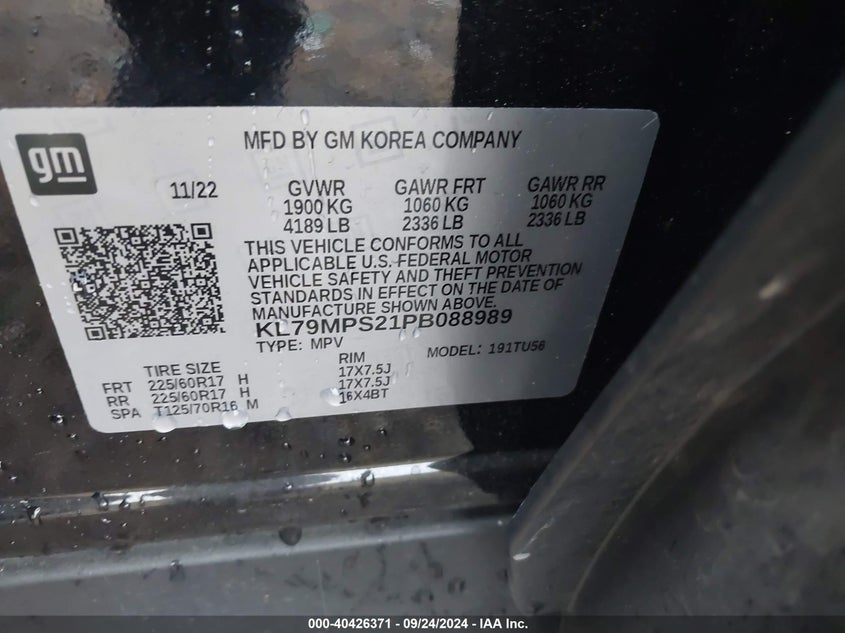 gm
MFD BY GM KOREA COMPANY
11/22
GVWR GAWR FRT GAWR RR
1900 KG 1060 KG 1060 KG
4189 LB 2336 LB 2336 LB
THIS VEHICLE CONFORMS TO ALL
APPLICABLE U.S. FEDERAL MOTOR
VEHICLE SAFETY AND THEFT PREVENTION
STANDARDS IN EFFECT ON THE DATE OF
MANUFACTURE SHOWN ABOVE.
KL79MPS21PB088989
TYPE: MPV MODEL: 191TU56
TIRE SIZE RIM
FRT 225/60R17 H 17X7.5J
RR 225/60R17 H 17X7.5J
SPA T125/70R16 M 16X4BT
000-40426371 - 09/24/2024 - IAA Inc.